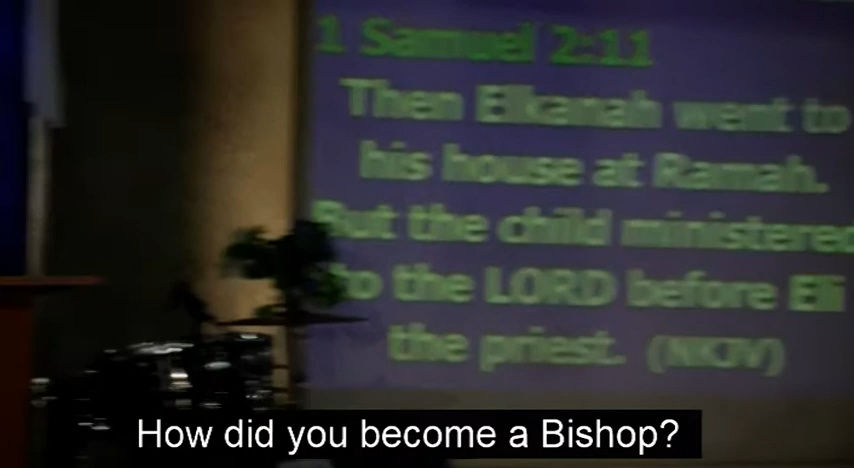 1 Samuel 2:11
Then Elkanah went to
his house at Ramah.
But the child ministered
to the LORD before Eli
the priest. (NKJV)
How did you become a Bishop?